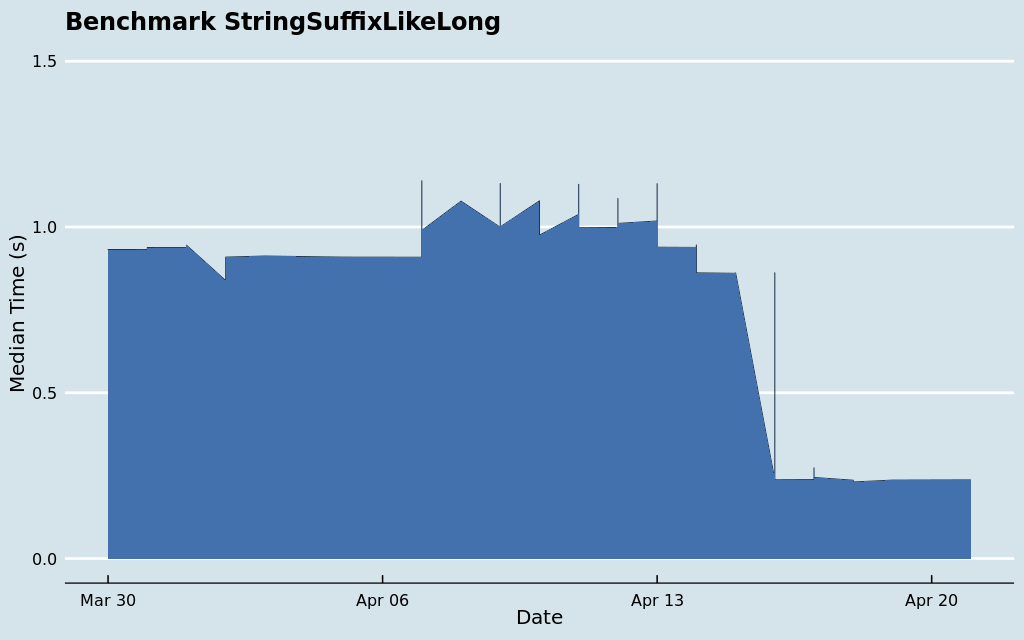 Benchmark StringSuffixLikeLong
1.5
1.0
0.5
0.0
Median Time (s)
Mar 30
Apr 06
Apr 13
Apr 20
Date